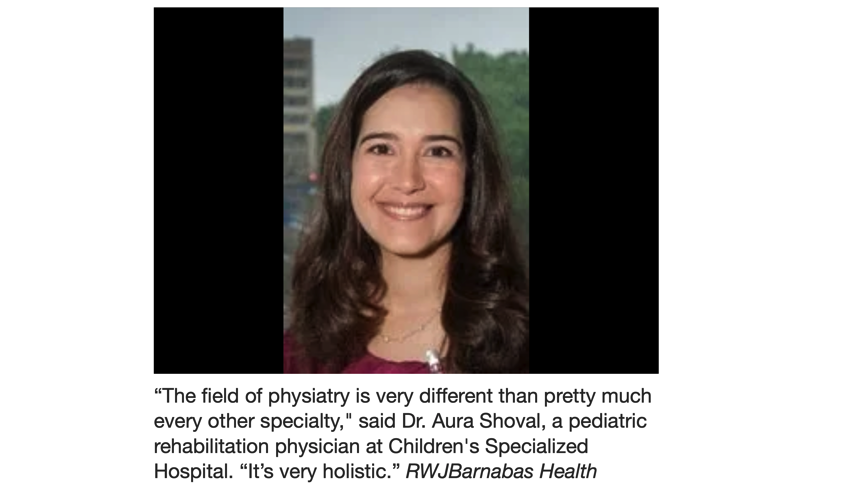 “The field of physiatry is very different than pretty much
every other specialty," said Dr. Aura Shoval, a pediatric
rehabilitation physician at Children's Specialized
Hospital. “It’s very holistic.” RWJBarnabas Health